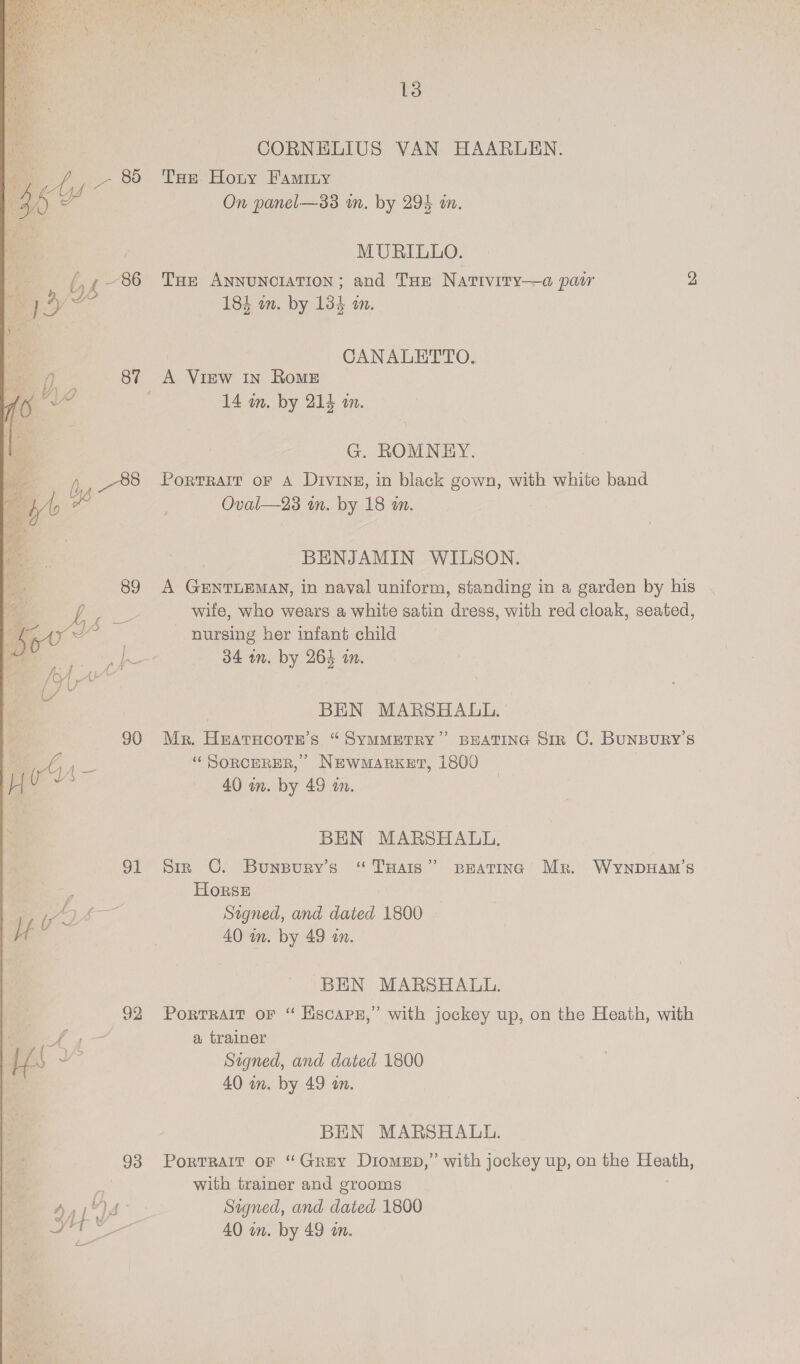 13
CORNELIUS VAN HAARLEN.
85 THE HOLY FAMILY
On panel—33 in. by 29½ in.
MURILLO.
86 THE ANNUNCIATION; and THE NATIVITY—a pair 2
18½ in. by 13½ in.
CANALETTO.
87 A VIEW IN ROME
14 in. by 21½ in.
G. ROMNEY.
88 PORTRAIT OF A DIVINE, in black gown, with white band
Oval—23 in. by 18 in.
BENJAMIN WILSON.
89 A GENTLEMAN, in naval uniform, standing in a garden by his
wife, who wears a white satin dress, with red cloak, seated,
nursing her infant child
34 in. by 26½ in.
BEN MARSHALL.
90 MR. HEATHCOTE'S “SYMMETRY” BEATING SIR C. BUNBURY'S
“SORCERER,” NEWMARKET, 1800
40 in. by 49 in.
BEN MARSHALL.
91 SIR C. BUNBURY'S “THAIS” BEATING MR. WYNDHAM'S
HORSE
Signed, and dated 1800
40 in. by 49 in.
BEN MARSHALL.
92 PORTRAIT OF “ESCAPE,” with jockey up, on the Heath, with
a trainer
Signed, and dated 1800
40 in. by 49 in.
BEN MARSHALL.
93 PORTRAIT OF “GREY DIOMED,” with jockey up, on the Heath,
with trainer and grooms
Signed, and dated 1800
40 in. by 49 in.